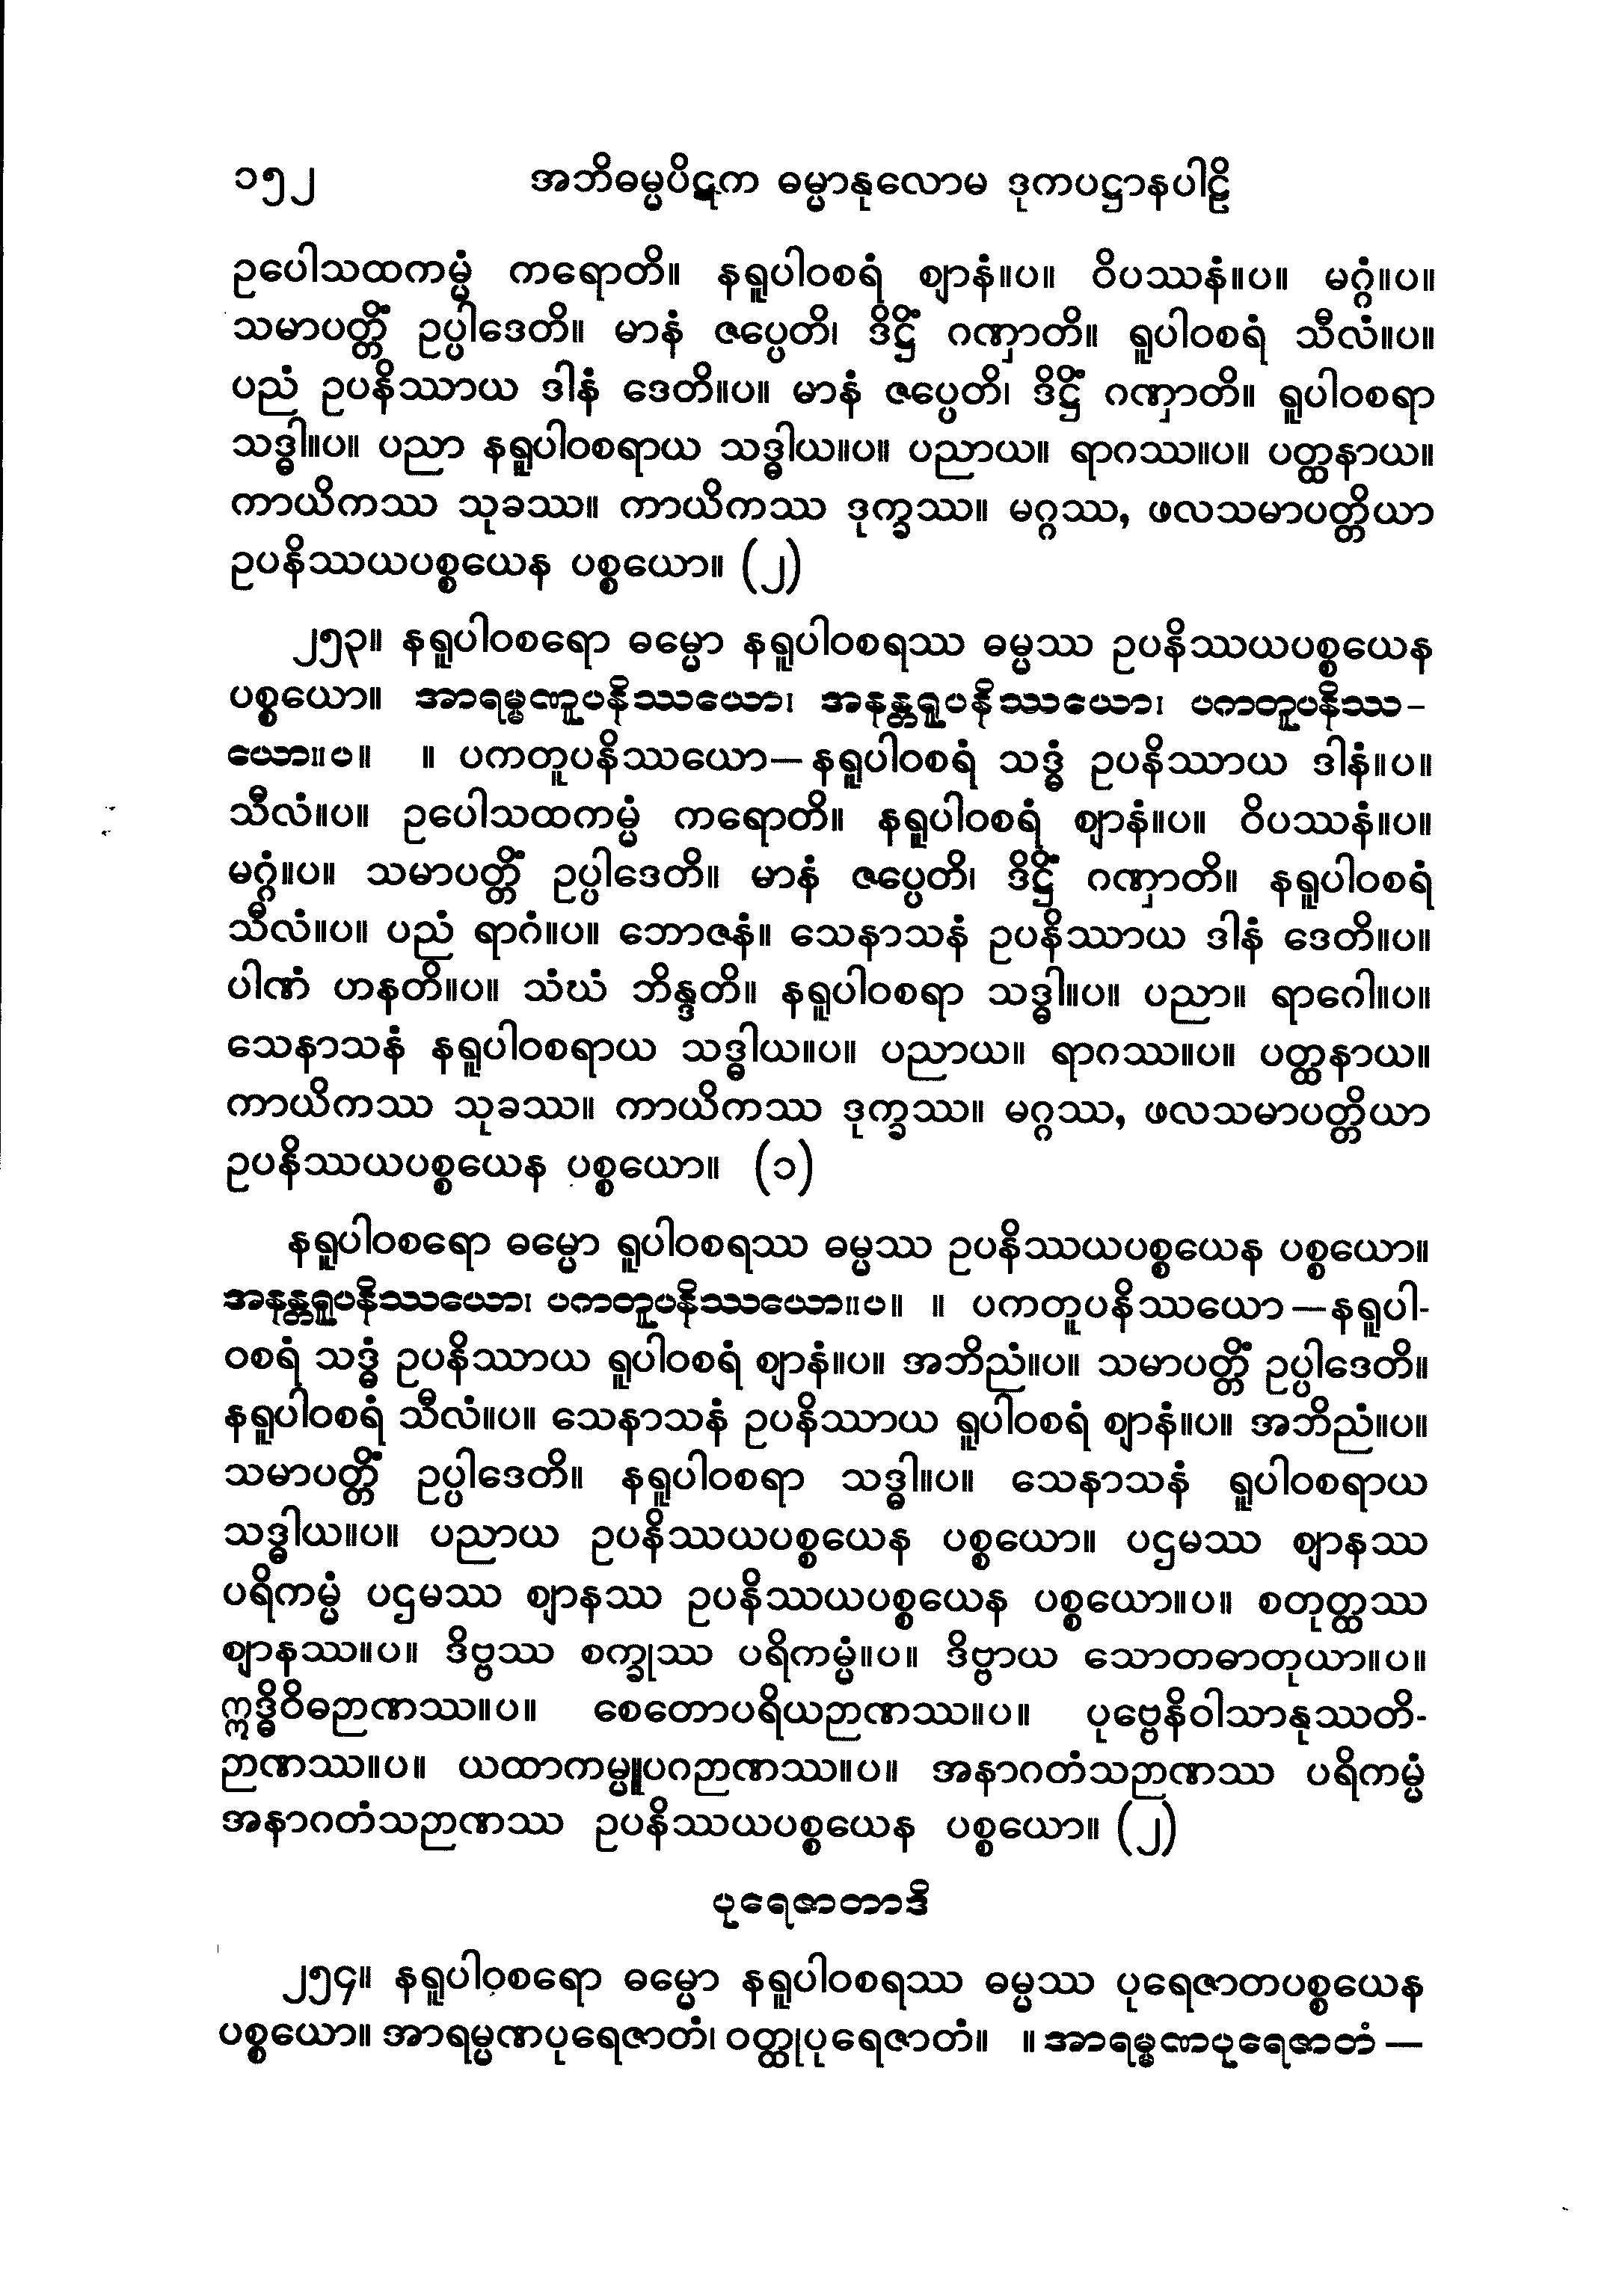 ၁၅၂ အဘိဓမ္မပိဋက ဓမ္မာနုလောမ ဒုကပဋ္ဌာနပါဠိ
ဥပေါသထကမ္မံ ကရောတိ။ နရူပါဝစရံ ဈာနံ။ပ။ ဝိပဿနံ။ပ။ မဂ္ဂံ။ပ။
သမာပတ္တိံ ဥပ္ပါဒေတိ။ မာနံ ဇပ္ပေတိ၊ ဒိဋ္ဌိံ ဂဏှာတိ။ ရူပါဝစရံ သီလံ။ပ။
ပညံ ဥပနိဿာယ ဒါနံ ဒေတိ။ပ။ မာနံ ဇပ္ပေတိ၊ ဒိဋ္ဌိံ ဂဏှာတိ။ ရူပါဝစရာ
သဒ္ဓါ။ပ။ ပညာ နရူပါဝစရာယ သဒ္ဓါယ။ပ။ ပညာယ။ ရာဂဿ။ပ။ ပတ္ထနာယ။
ကာယိကဿ သုခဿ။ ကာယိကဿ ဒုက္ခဿ။ မဂ္ဂဿ, ဖလသမာပတ္တိယာ
ဥပနိဿယပစ္စယေန ပစ္စယော။ (၂)
၂၅၃။ နရူပါဝစရော ဓမ္မော နရူပါဝစရဿ ဓမ္မဿ ဥပနိဿယပစ္စယေန
ပစ္စယော။ အာရမ္မဏူပနိဿယော၊ အနန္တရူပနိဿယော၊ ပကတူပနိဿ-
ယော။ပ။ ။ ပကတူပနိဿယော—နရူပါဝစရံ သဒ္ဓံ ဥပနိဿာယ ဒါနံ။ပ။
သီလံ။ပ။ ဥပေါသထကမ္မံ ကရောတိ။ နရူပါဝစရံ ဈာနံ။ပ။ ဝိပဿနံ။ပ။
မဂ္ဂံ။ပ။ သမာပတ္တိံ ဥပ္ပါဒေတိ။ မာနံ ဇပ္ပေတိ၊ ဒိဋ္ဌိံ ဂဏှာတိ။ နရူပါဝစရံ
သီလံ။ပ။ ပညံ ရာဂံ။ပ။ ဘောဇနံ။ သေနာသနံ ဥပနိဿာယ ဒါနံ ဒေတိ။ပ။
ပါဏံ ဟနတိ။ပ။ သံဃံ ဘိန္ဒတိ။ နရူပါဝစရာ သဒ္ဓါ။ပ။ ပညာ။ ရာဂေါ။ပ။
သေနာသနံ နရူပါဝစရာယ သဒ္ဓါယ။ပ။ ပညာယ။ ရာဂဿ။ပ။ ပတ္ထနာယ။
ကာယိကဿ သုခဿ။ ကာယိကဿ ဒုက္ခဿ။ မဂ္ဂဿ, ဖလသမာပတ္တိယာ
ဥပနိဿယပစ္စယေန ပစ္စယော။ (၁)
နရူပါဝစရော ဓမ္မော ရူပါဝစရဿ ဓမ္မဿ ဥပနိဿယပစ္စယေန ပစ္စယော။
အနန္တရူပနိဿယော၊ ပကတူပနိဿယော။ပ။ ။ ပကတူပနိဿယော—နရူပါ-
ဝစရံ သဒ္ဓံ ဥပနိဿာယ ရူပါဝစရံ ဈာနံ။ပ။ အဘိညံ။ပ။ သမာပတ္တိံ ဥပ္ပါဒေတိ။
နရူပါဝစရံ သီလံ။ပ။ သေနာသနံ ဥပနိဿာယ ရူပါဝစရံ ဈာနံ။ပ။ အဘိညံ။ပ။
သမာပတ္တိံ ဥပ္ပါဒေတိ။ နရူပါဝစရာ သဒ္ဓါ။ပ။ သေနာသနံ ရူပါဝစရာယ
သဒ္ဓါယ။ပ။ ပညာယ ဥပနိဿယပစ္စယေန ပစ္စယော။ ပဌမဿ ဈာနဿ
ပရိကမ္မံ ပဌမဿ ဈာနဿ ဥပနိဿယပစ္စယေန ပစ္စယော။ပ။ စတုတ္ထဿ
ဈာနဿ။ပ။ ဒိဗ္ဗဿ စက္ခုဿ ပရိကမ္မံ။ပ။ ဒိဗ္ဗာယ သောတဓာတုယာ။ပ။
ဣဒ္ဓိဝိဓဉာဏဿ။ပ။ စေတောပရိယဉာဏဿ။ပ။ ပုဗ္ဗေနိဝါသာနုဿတိ-
ဉာဏဿ။ပ။ ယထာကမ္မူပဂဉာဏဿ။ပ။ အနာဂတံသဉာဏဿ ပရိကမ္မံ
အနာဂတံသဉာဏဿ ဥပနိဿယပစ္စယေန ပစ္စယော။ (၂)
ပုရေဇာတာဒိ
၂၅၄။ နရူပါဝစရော ဓမ္မော နရူပါဝစရဿ ဓမ္မဿ ပုရေဇာတပစ္စယေန
ပစ္စယော။ အာရမ္မဏပုရေဇာတံ၊ ဝတ္ထုပုရေဇာတံ။ ။ အာရမ္မဏပုရေဇာတံ—